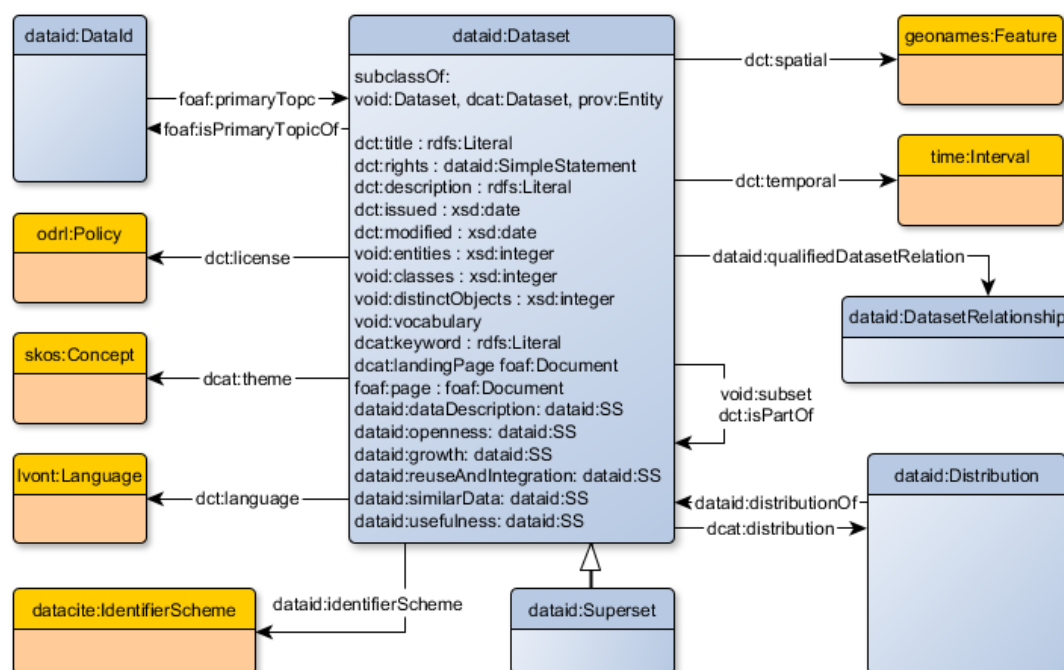 dataid:DataId
dataid:Dataset
geonames:Feature
subclassOf:
void:Dataset, dcat:Dataset, prov:Entity
dct:title : rdfs:Literal
dct:rights : dataid:SimpleStatement
dct:description : rdfs:Literal
dct:issued : xsd:date
dct:modified : xsd:date
void:entities : xsd:integer
void:classes : xsd:integer
void:distinctObjects : xsd:integer
void:vocabulary
dcat:keyword : rdfs:Literal
dcat:landingPage foaf:Document
foaf:page : foaf:Document
dataid:dataDescription: dataid:SS
dataid:openness: dataid:SS
dataid:growth: dataid:SS
dataid:reuseAndIntegration: dataid:SS
dataid:similarData: dataid:SS
dataid:usefulness: dataid:SS
foaf:primaryTopc
foaf:isPrimaryTopicOf
dct:spatial
time:Interval
dct:temporal
odrl:Policy
dct:license
dataid:qualifiedDatasetRelation
dataid:DatasetRelationship
skos:Concept
dcat:theme
void:subset
dct:isPartOf
lvont:Language
dct:language
dataid:Distribution
dataid:distributionOf
dcat:distribution
datacite:IdentifierScheme
dataid:identifierScheme
dataid:Superset